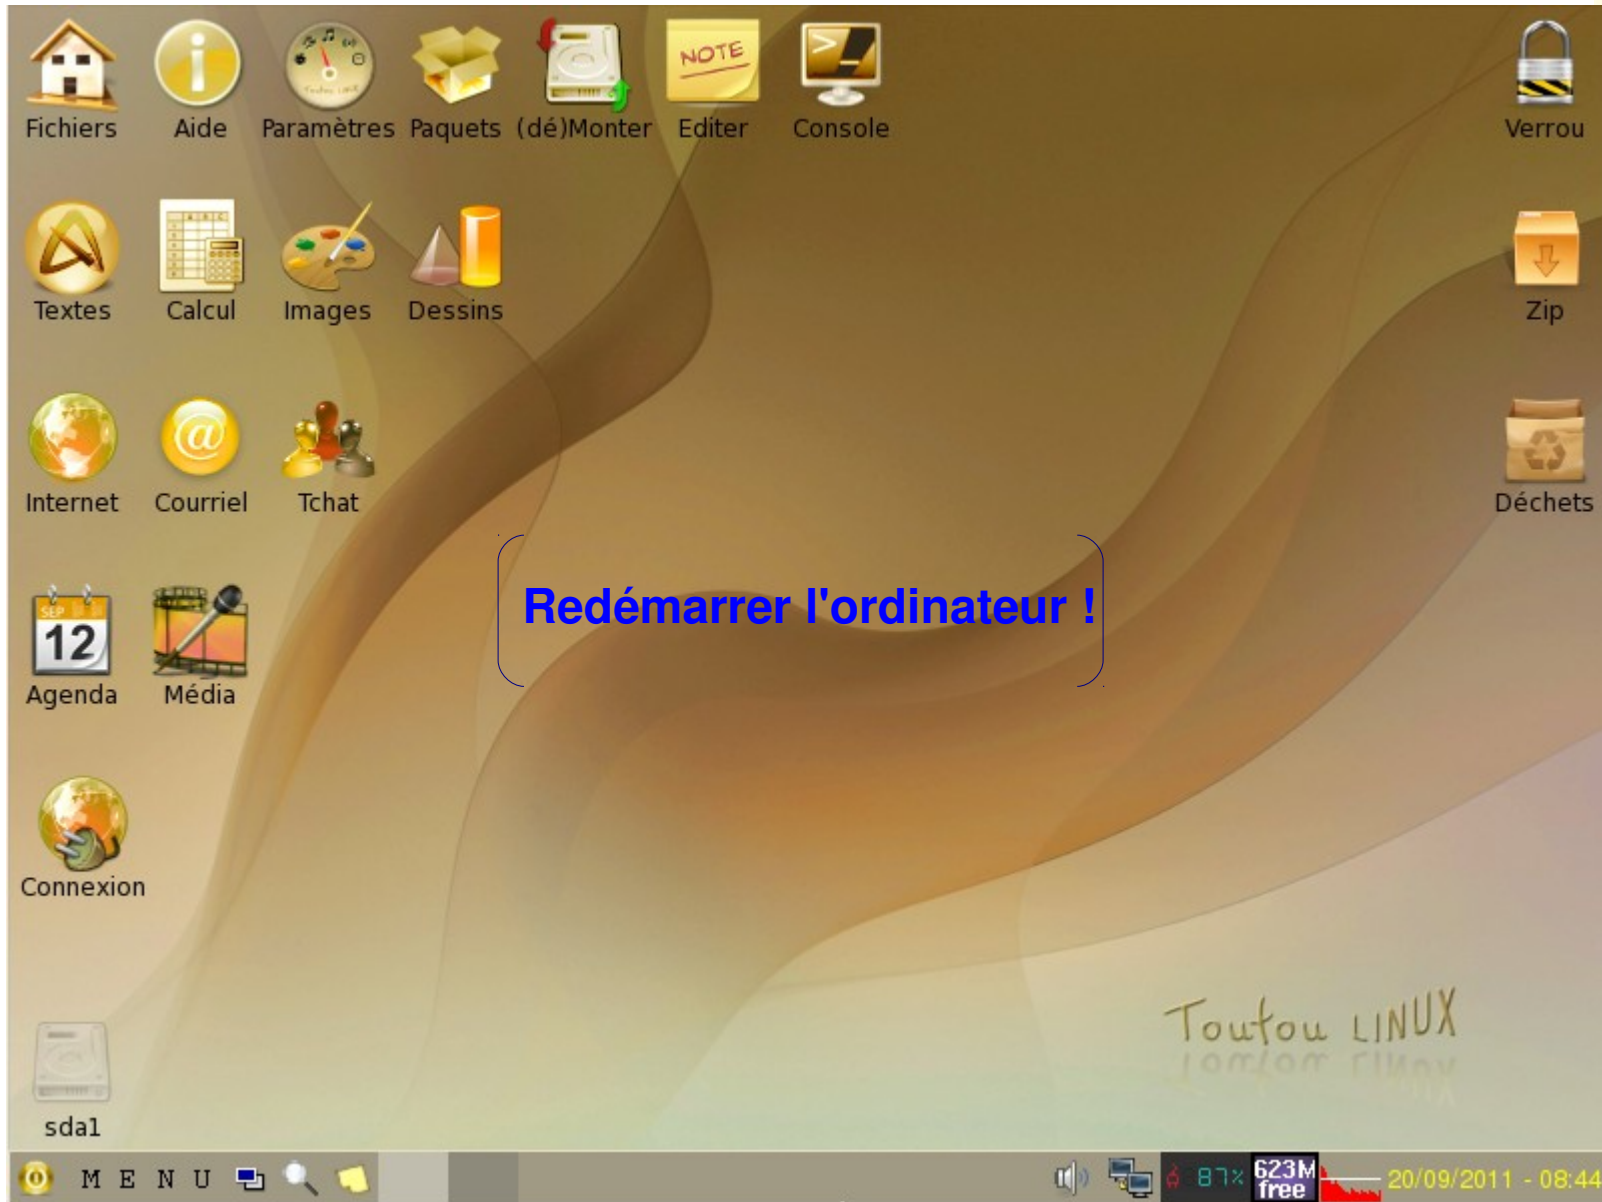 NOTE
Fichiers Aide Paramètres Paquets (dé)Monter Editer Console Verrou
Textes Calcul Images Dessins Zip
Internet Courriel Tchat Déchets
Redémarrer l'ordinateur !
SEP
12
Agenda Média
Connexion
Toutou LINUX
sda1
MENU 87% 623M free 20/09/2011 - 08:44